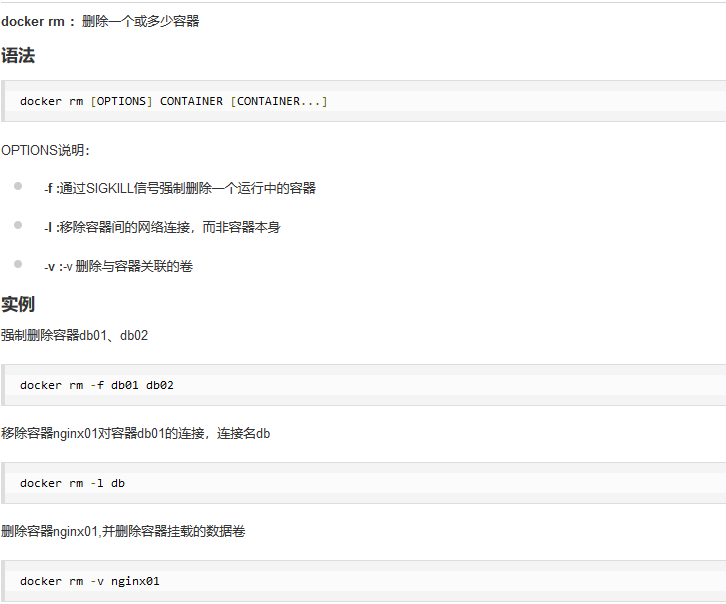 docker rm ：删除一个或多少容器
语法
docker rm [OPTIONS] CONTAINER [CONTAINER...]
OPTIONS说明：
-f :通过SIGKILL信号强制删除一个运行中的容器
-l :移除容器间的网络连接，而非容器本身
-v :-v 删除与容器关联的卷
实例
强制删除容器db01、db02
docker rm -f db01 db02
移除容器nginx01对容器db01的连接，连接名db
docker rm -l db
删除容器nginx01,并删除容器挂载的数据卷
docker rm -v nginx01